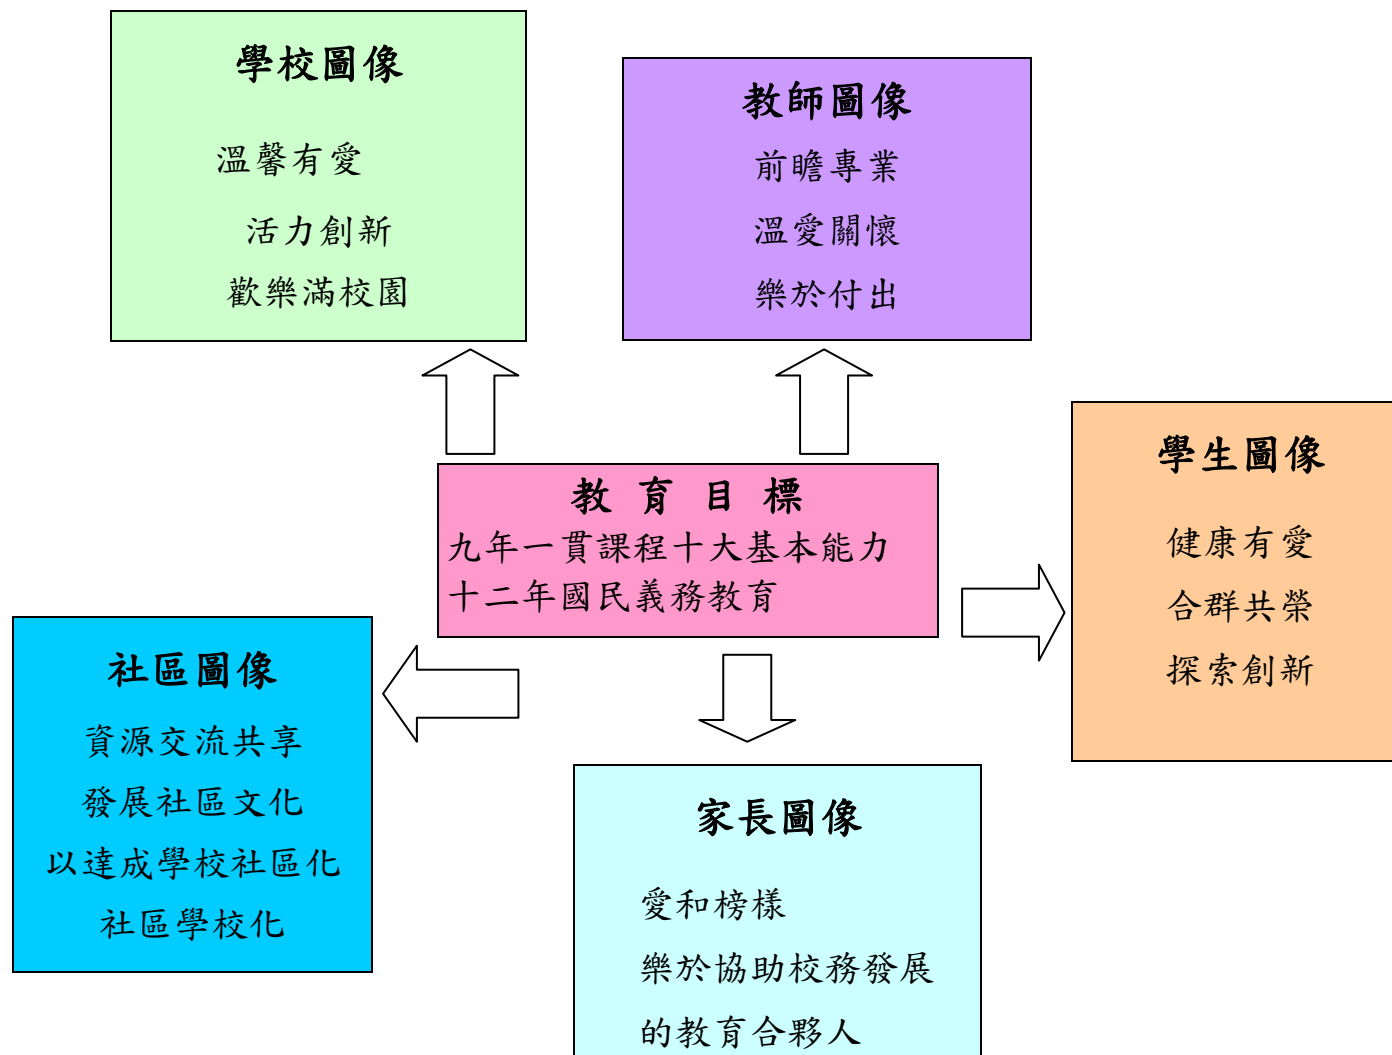 學校圖像
溫馨有愛
活力創新
歡樂滿校園
教師圖像
前瞻專業
溫愛關懷
樂於付出
教 育 目 標
九年一貫課程十大基本能力
十二年國民義務教育
學生圖像
健康有愛
合群共榮
探索創新
社區圖像
資源交流共享
發展社區文化
以達成學校社區化
社區學校化
家長圖像
愛和榜樣
樂於協助校務發展
的教育合夥人